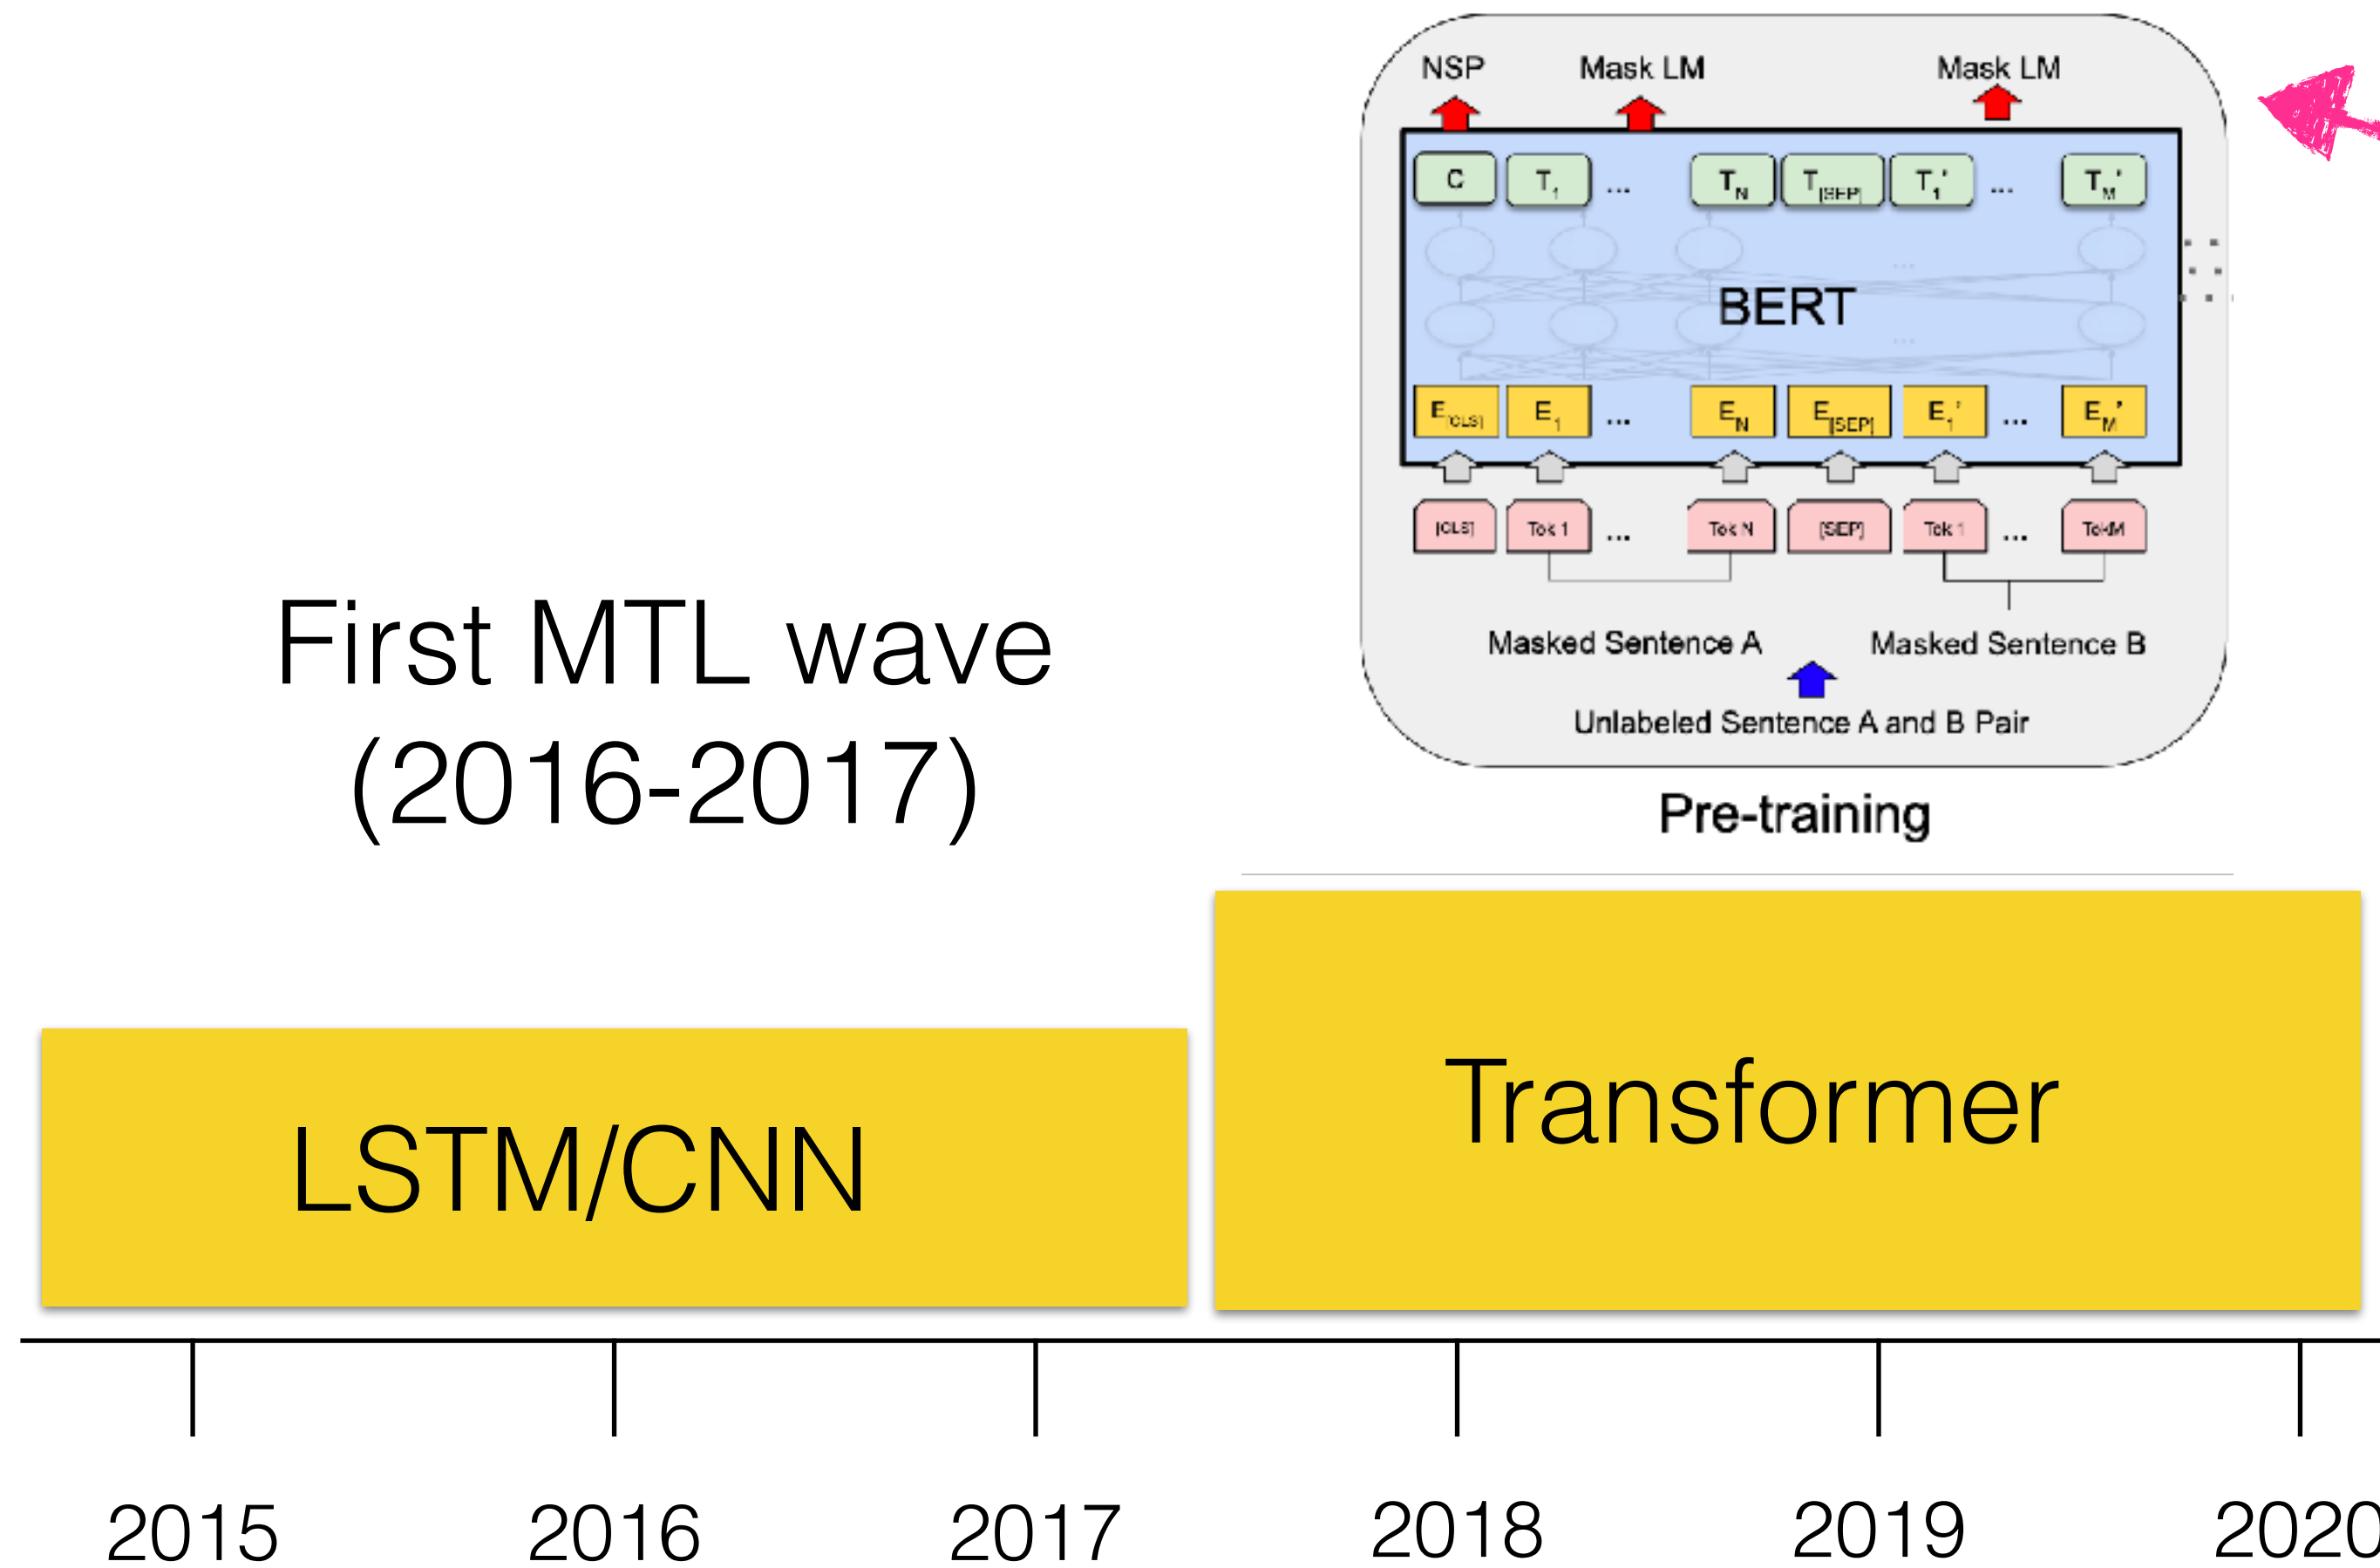 NSP Mask LM Mask LM
C T1 ... TN T[SEP] T1' ... TM'
BERT
E[CLS] E1 ... EN E[SEP] E1' ... EM'
[CLS] Tok 1 ... Tok N [SEP] Tok 1 ... TokM
Masked Sentence A Masked Sentence B
Unlabeled Sentence A and B Pair
Pre-training
First MTL wave
(2016-2017)
LSTM/CNN
Transformer
2015 2016 2017 2018 2019 2020